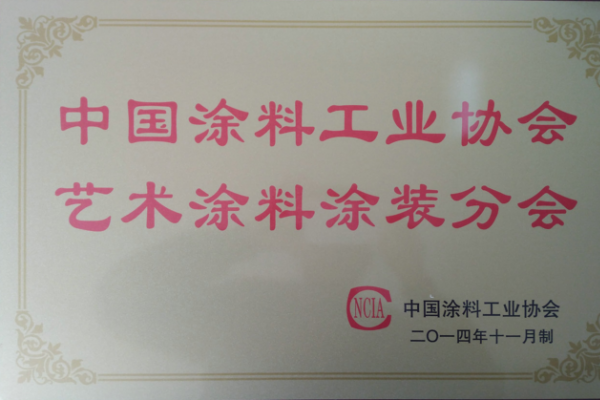 中国涂料工业协会
艺术涂料涂装分会
NCIA
中国涂料工业协会
二〇一四年十一月制